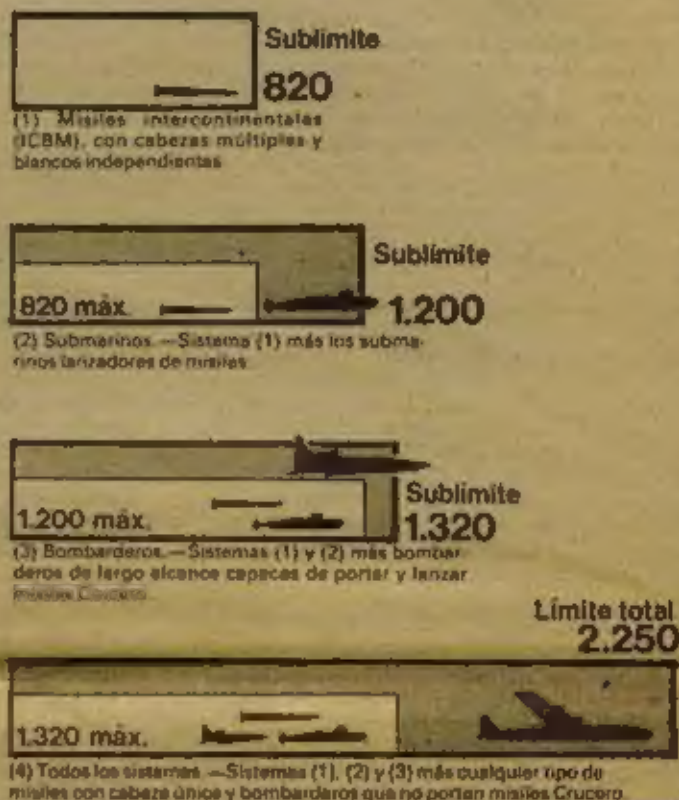 Sublimite
820
(1) Misiles intercontinentales
(ICBM), con cabezas múltiples y
blancos independientes
Sublímite
820 máx.
1.200
(2) Submarinos. — Sistema (1) más los subma-
rinos lanzadores de misiles
1.200 máx.
Sublimite
1.320
(3) Bombarderos. — Sistemas (1) y (2) más bombar
deros de largo alcance capaces de portar y lanzar
misiles Crucero
Límite total
2.250
1.320 máx.
(4) Todos los sistemas. — Sistemas (1), (2) y (3) más cualquier tipo de
misiles con cabeza única y bombarderos que no portan misiles Crucero